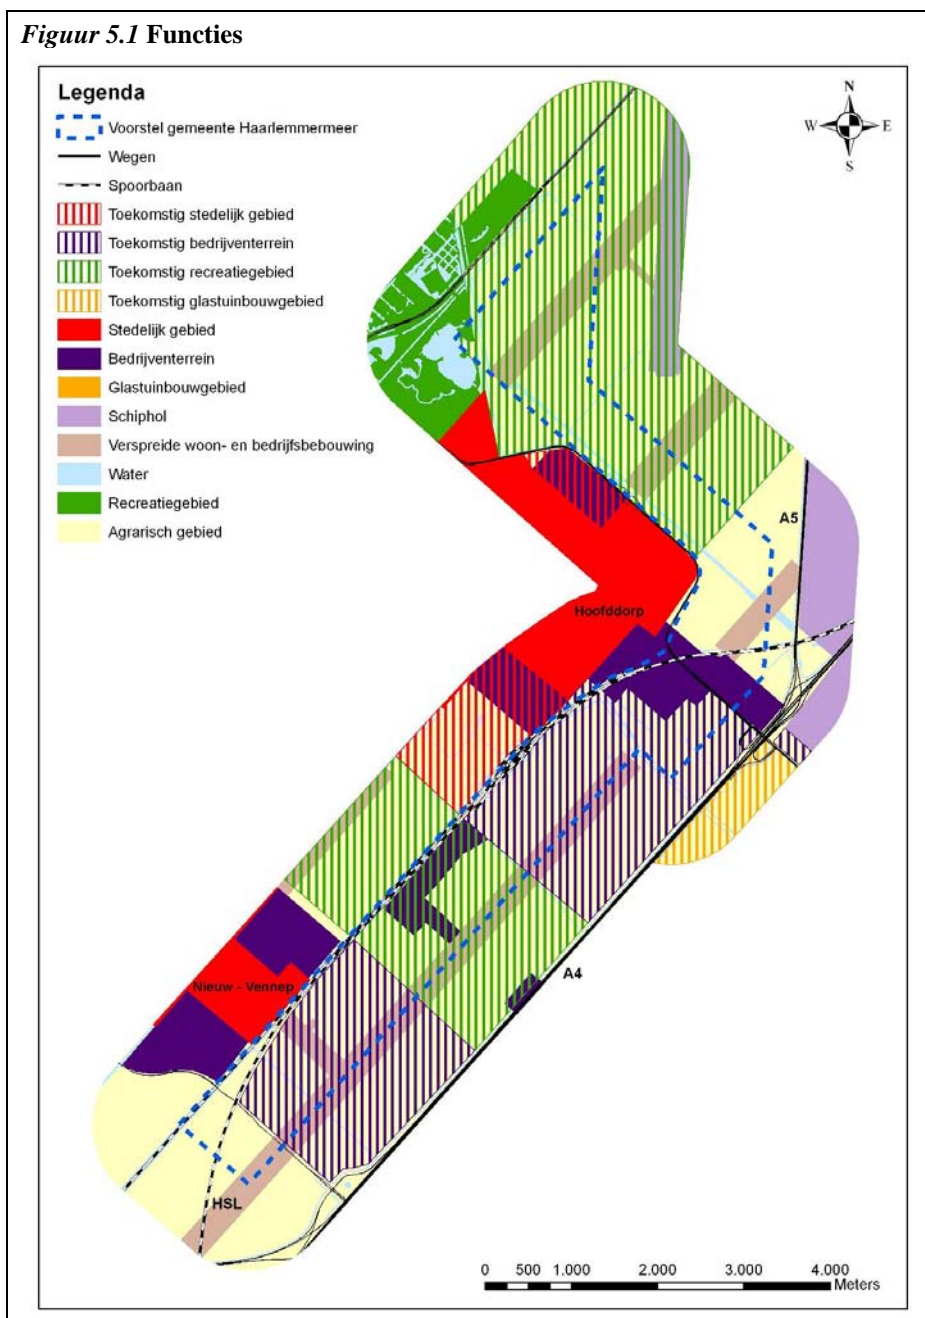 Figuur 5.1 Functies
Legenda
Voorstel gemeente Haarlemmermeer
Wegen
Spoorbaan
Toekomstig stedelijk gebied
Toekomstig bedrijventerrein
Toekomstig recreatiegebied
Toekomstig glastuinbouwgebied
Stedelijk gebied
Bedrijventerrein
Glastuinbouwgebied
Schiphol
Verspreide woon- en bedrijfsbebouwing
Water
Recreatiegebied
Agrarisch gebied
N
W E
S
A5
Hoofddorp
A4
Nieuw - Vennep
HSL
0 500 1.000 2.000 3.000 4.000
Meters